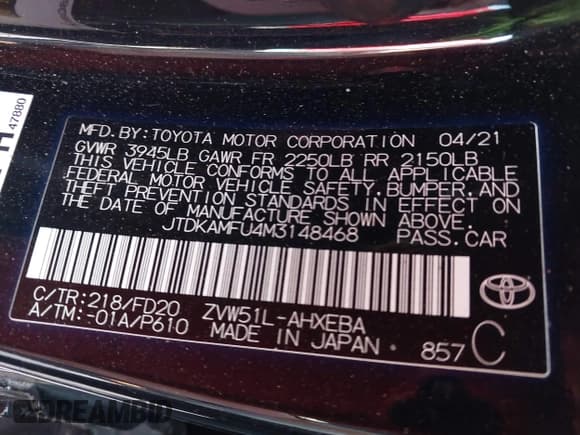 47880
MFD.BY:TOYOTA MOTOR CORPORATION 04/21
GVWR 3945LB GAWR FR 2250LB RR 2150LB
THIS VEHICLE CONFORMS TO ALL APPLICABLE
FEDERAL MOTOR VEHICLE SAFETY,BUMPER,AND
THEFT PREVENTION STANDARDS IN EFFECT ON
THE DATE OF MANUFACTURE SHOWN ABOVE.
JTDKAMFU4M3148468 PASS.CAR
C/TR:218/FD20 ZVW51L-AHXEBA
A/TM:-01A/P610 MADE IN JAPAN 857 C
TOYOTA
DREAMBID